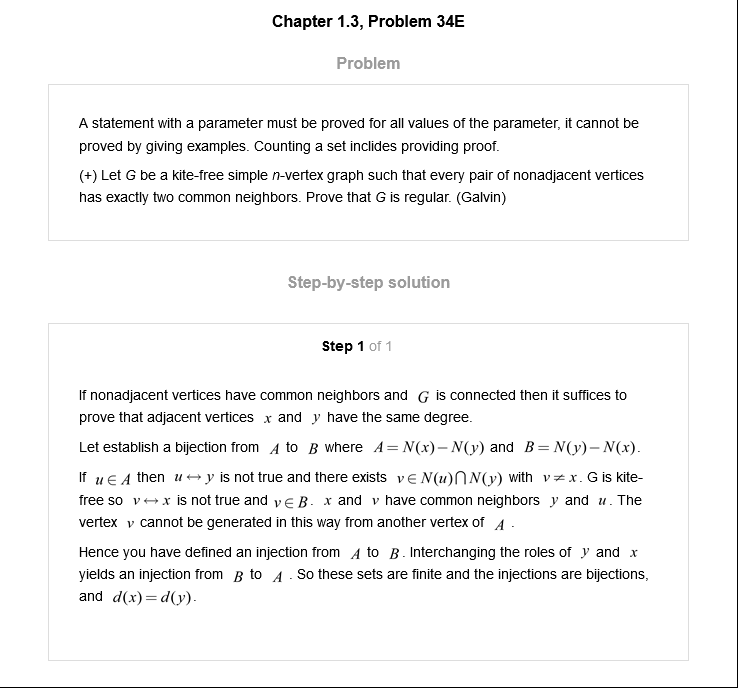 Chapter 1.3, Problem 34E
Problem
A statement with a parameter must be proved for all values of the parameter, it cannot be
proved by giving examples. Counting a set inclides providing proof.
(+) Let G be a kite-free simple n-vertex graph such that every pair of nonadjacent vertices
has exactly two common neighbors. Prove that G is regular. (Galvin)
Step-by-step solution
Step 1 of 1
If nonadjacent vertices have common neighbors and G is connected then it suffices to
prove that adjacent vertices x and y have the same degree.
Let establish a bijection from A to B where A = N(x) − N(y) and B = N(y) − N(x).
If u ∈ A then u ↔ y is not true and there exists v ∈ N(u)⋂N(y) with v ≠ x. G is kite-
free so v ↔ x is not true and v ∈ B. x and v have common neighbors y and u. The
vertex v cannot be generated in this way from another vertex of A .
Hence you have defined an injection from A to B. Interchanging the roles of y and x
yields an injection from B to A . So these sets are finite and the injections are bijections,
and d(x) = d(y).